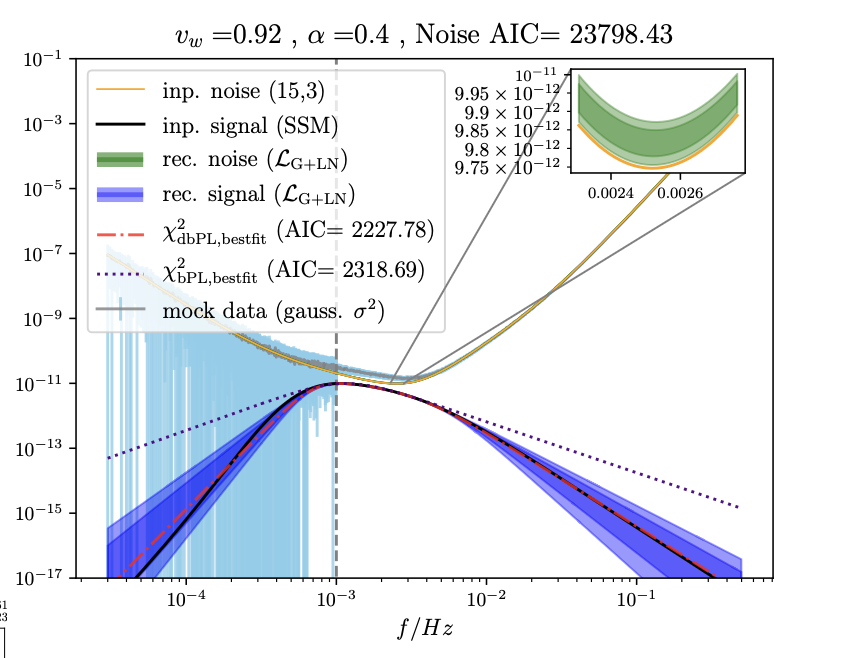 v_w =0.92 , α =0.4 , Noise AIC= 23798.43
10⁻¹
10⁻³
10⁻⁵
10⁻⁷
10⁻⁹
10⁻¹¹
10⁻¹³
10⁻¹⁵
10⁻¹⁷
inp. noise (15,3)
inp. signal (SSM)
rec. noise (𝓛_G+LN)
rec. signal (𝓛_G+LN)
χ²_dbPL,bestfit (AIC= 2227.78)
χ²_bPL,bestfit (AIC= 2318.69)
mock data (gauss. σ²)
10⁻¹¹
9.95 × 10⁻¹²
9.9 × 10⁻¹²
9.85 × 10⁻¹²
9.8 × 10⁻¹²
9.75 × 10⁻¹²
0.0024 0.0026
10⁻⁴ 10⁻³ 10⁻² 10⁻¹
f/Hz
23